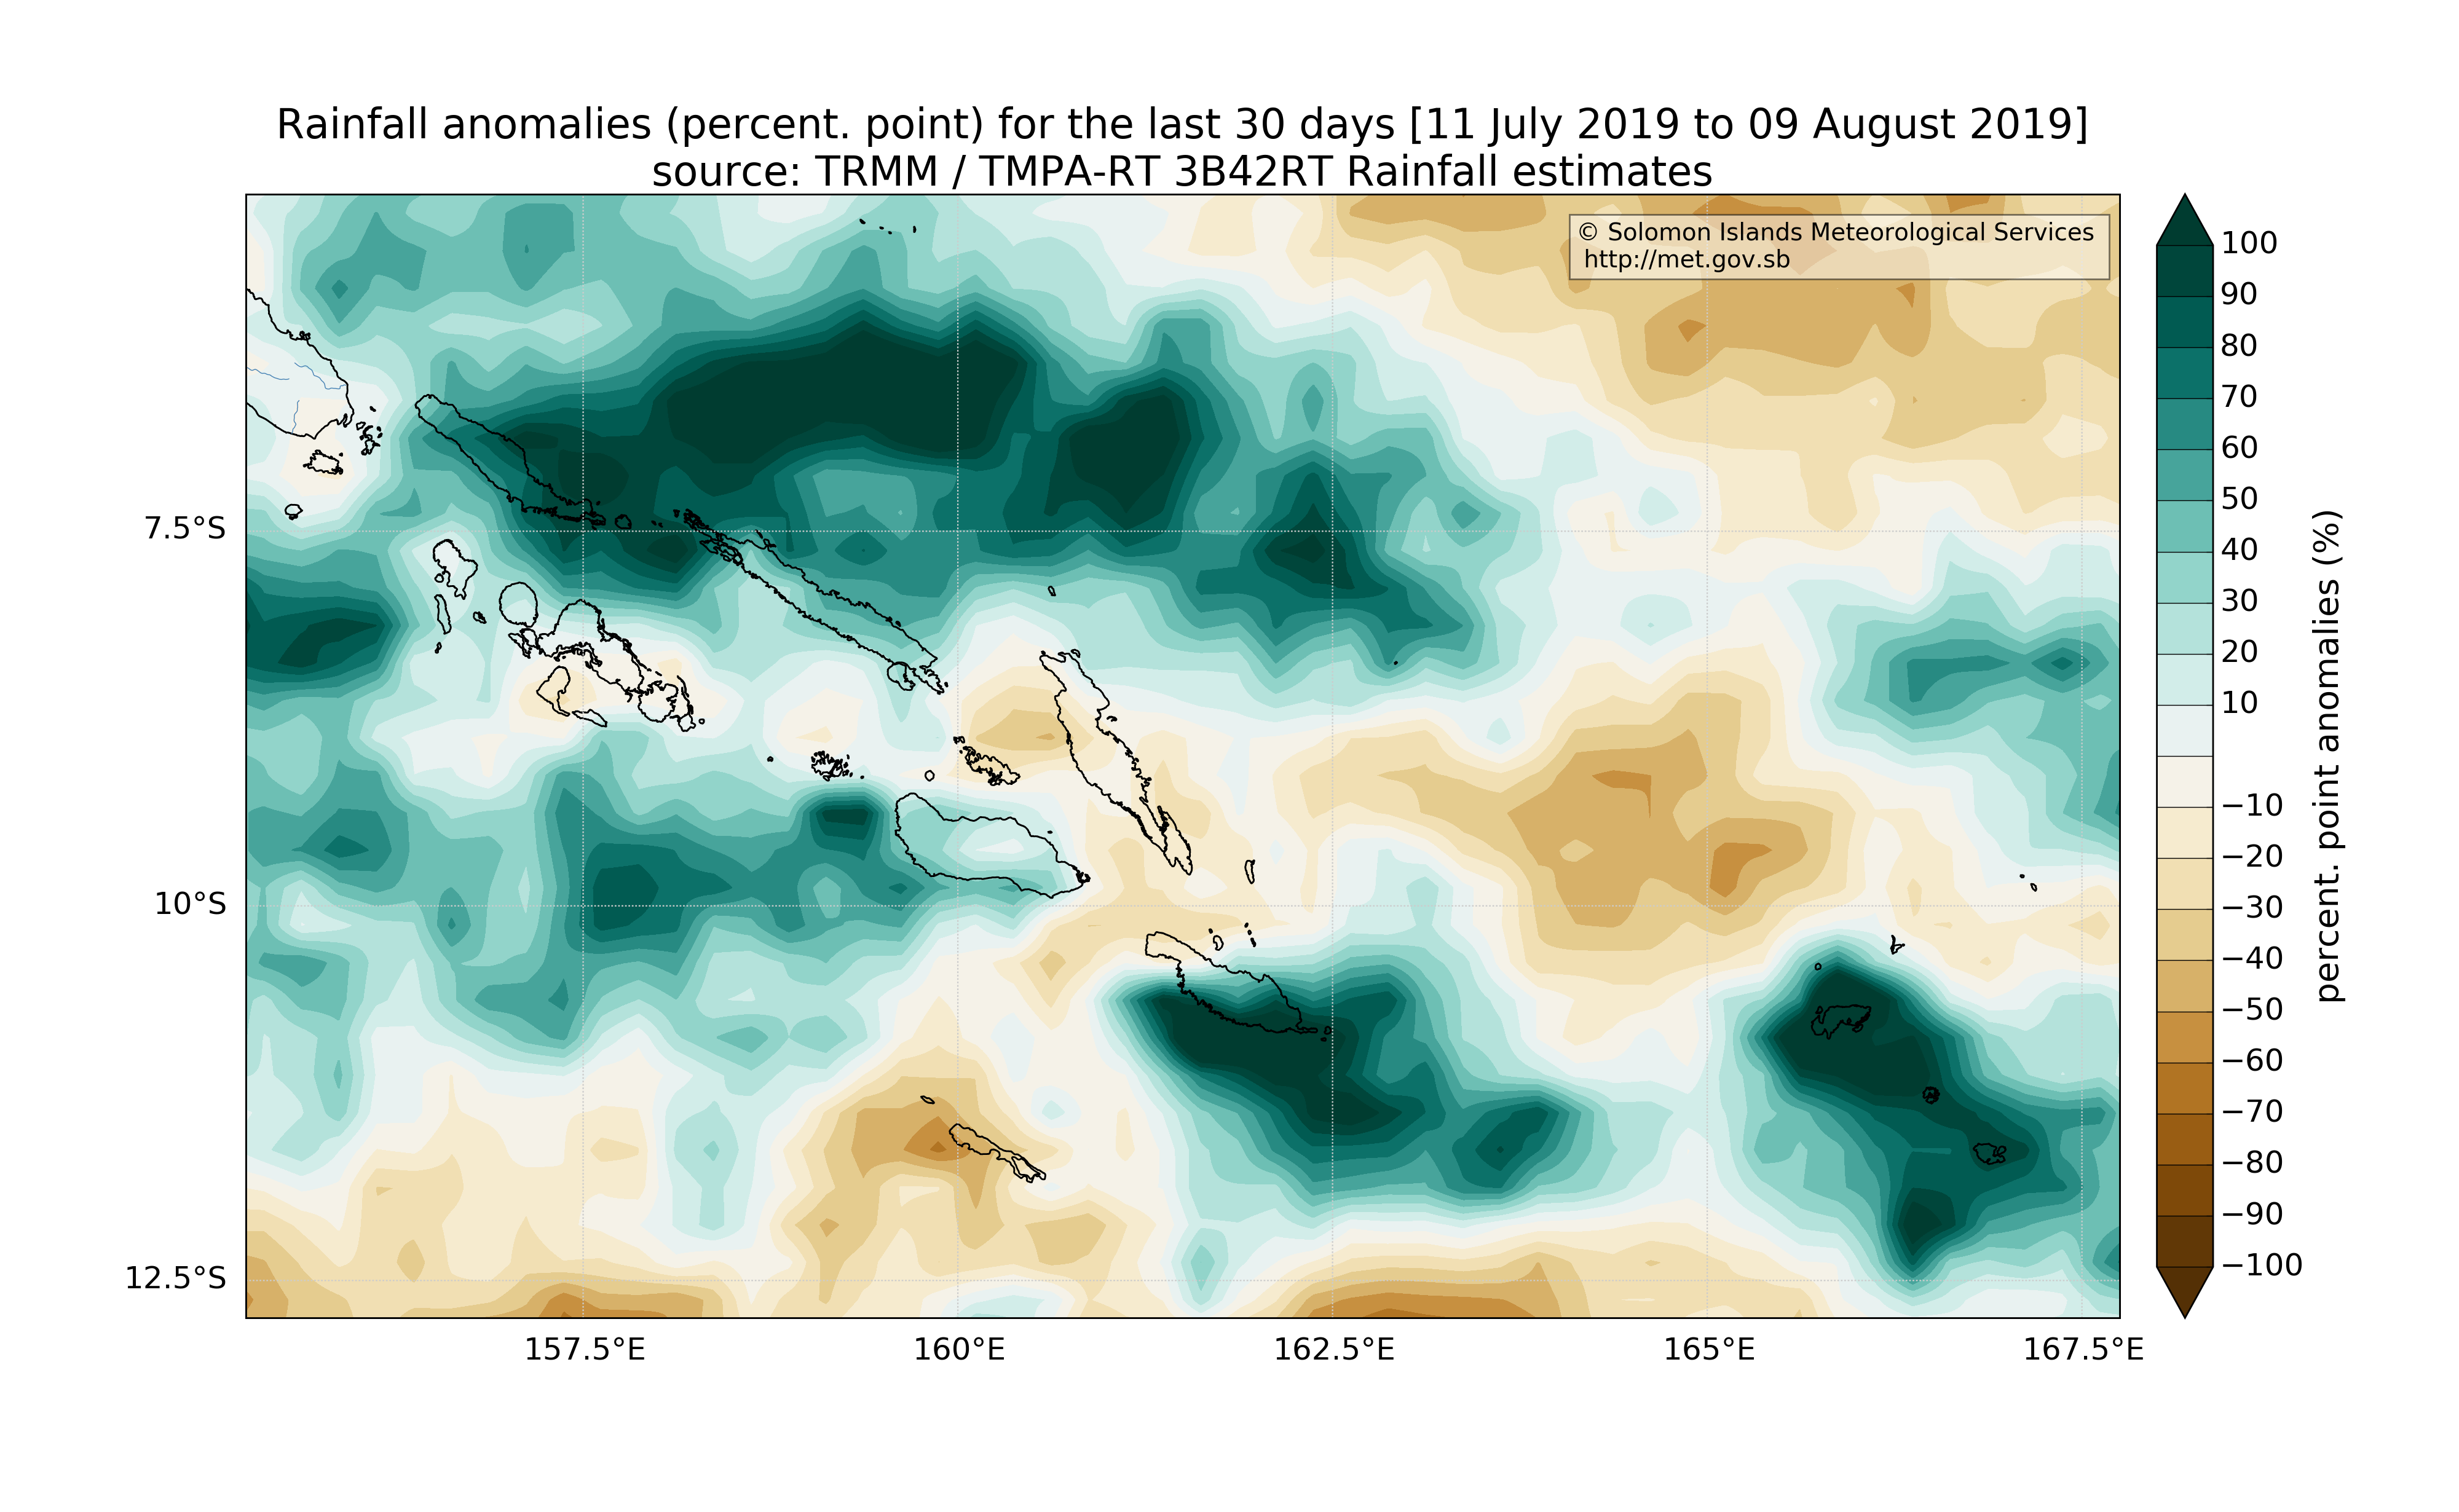 Rainfall anomalies (percent. point) for the last 30 days [11 July 2019 to 09 August 2019]
source: TRMM / TMPA-RT 3B42RT Rainfall estimates
© Solomon Islands Meteorological Services
http://met.gov.sb
7.5°S
10°S
12.5°S
157.5°E
160°E
162.5°E
165°E
167.5°E
100
90
80
70
60
50
40
30
20
10
−10
−20
−30
−40
−50
−60
−70
−80
−90
−100
percent. point anomalies (%)